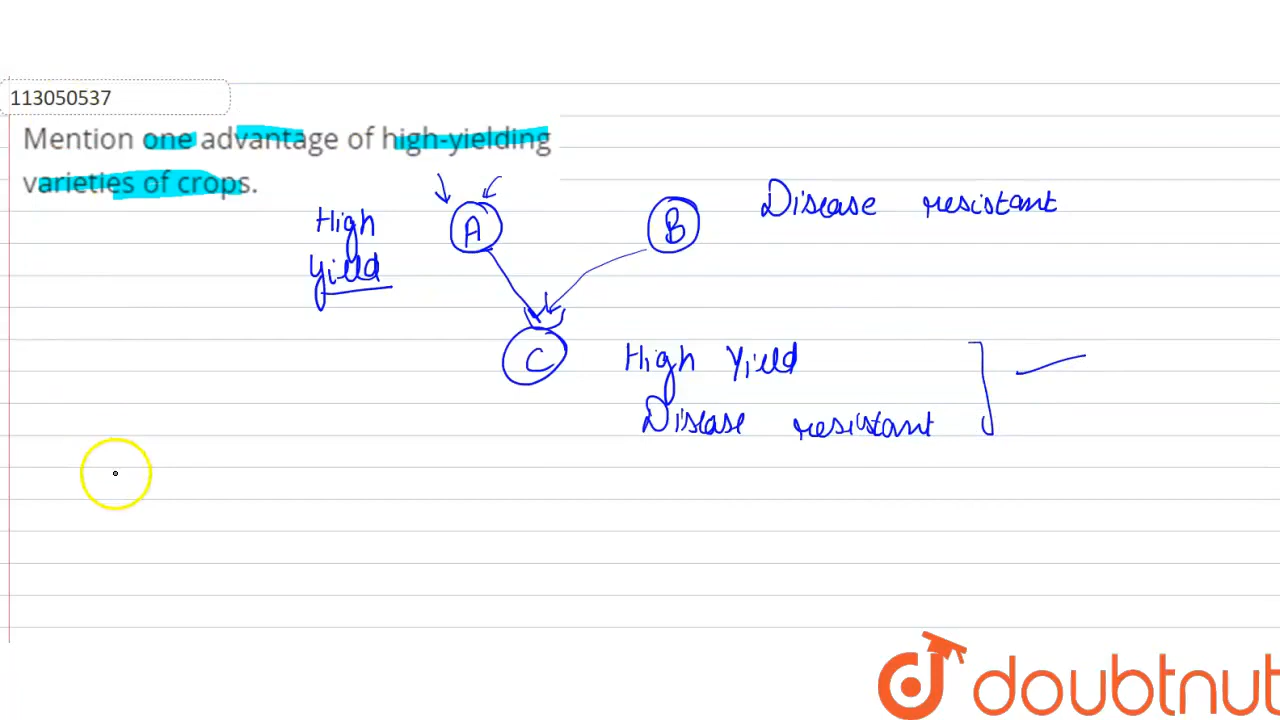 113050537
Mention one advantage of high-yielding
varieties of crops.
High
Yield
A
B
Disease resistant
C
High Yield
Disease resistant
doubtnut